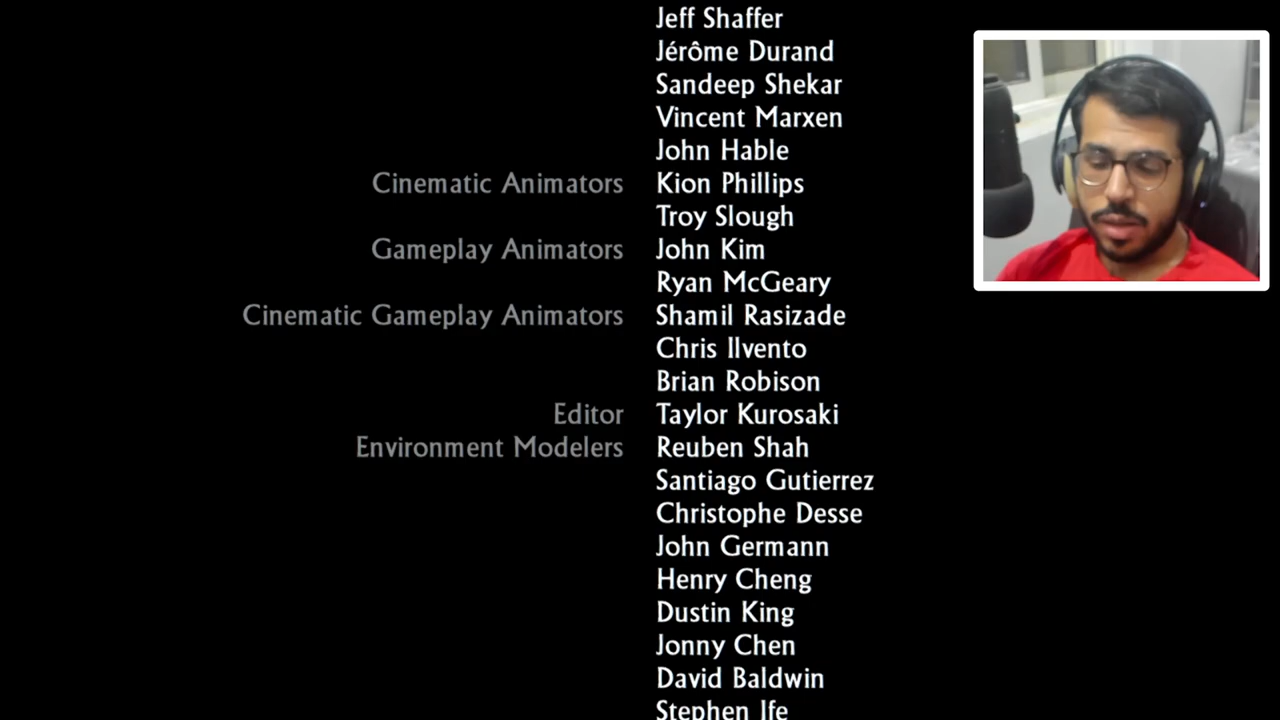 Jeff Shaffer
Jérôme Durand
Sandeep Shekar
Vincent Marxen
John Hable
Cinematic Animators Kion Phillips
Troy Slough
Gameplay Animators John Kim
Ryan McGeary
Cinematic Gameplay Animators Shamil Rasizade
Chris Ilvento
Brian Robison
Editor Taylor Kurosaki
Environment Modelers Reuben Shah
Santiago Gutierrez
Christophe Desse
John Germann
Henry Cheng
Dustin King
Jonny Chen
David Baldwin
Stephen Ife